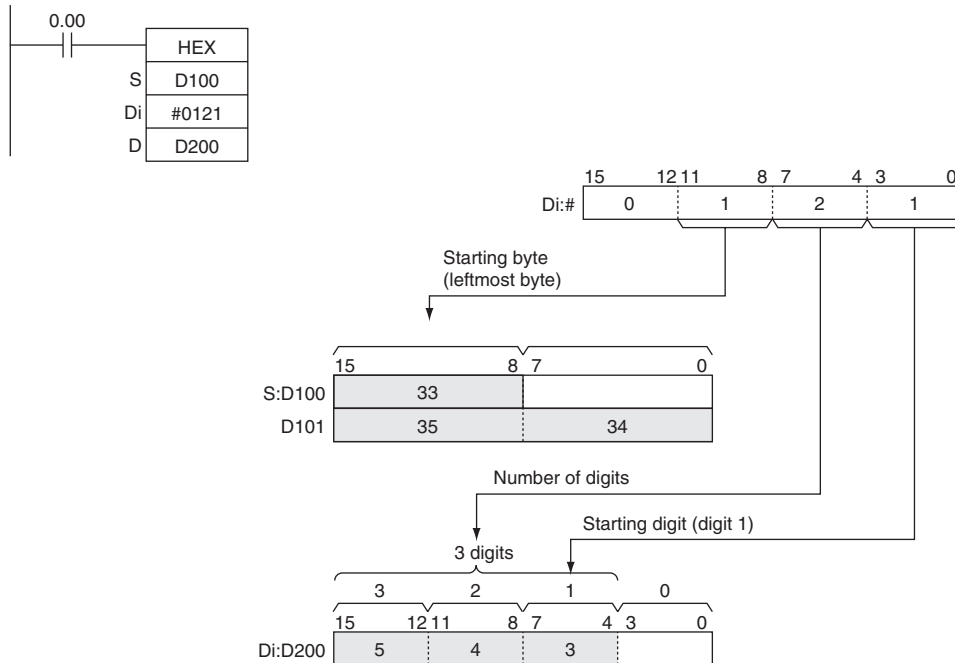 0.00
HEX
S D100
Di #0121
D D200
15 12 11 8 7 4 3 0
Di:# 0 1 2 1
Starting byte
(leftmost byte)
15 8 7 0
S:D100 33
D101 35 34
Number of digits
Starting digit (digit 1)
3 digits
3 2 1 0
15 12 11 8 7 4 3 0
Di:D200 5 4 3